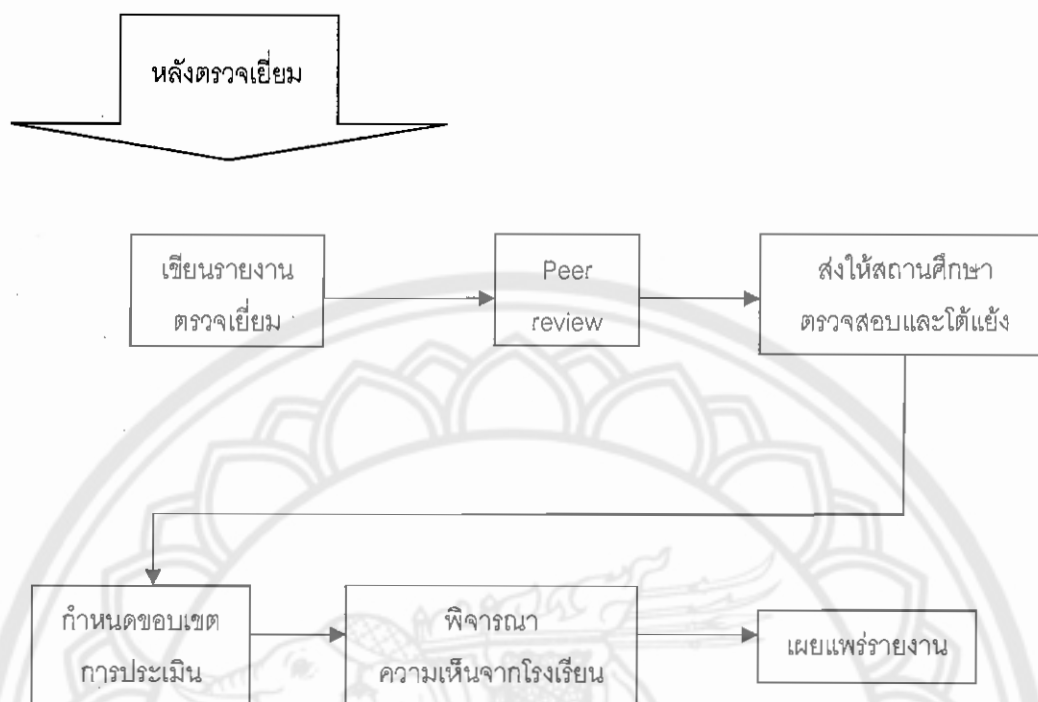 หลังตรวจเยี่ยม
เขียนรายงาน
ตรวจเยี่ยม
Peer
review
ส่งให้สถานศึกษา
ตรวจสอบและโต้แย้ง
กำหนดขอบเขต
การประเมิน
พิจารณา
ความเห็นจากโรงเรียน
เผยแพร่รายงาน